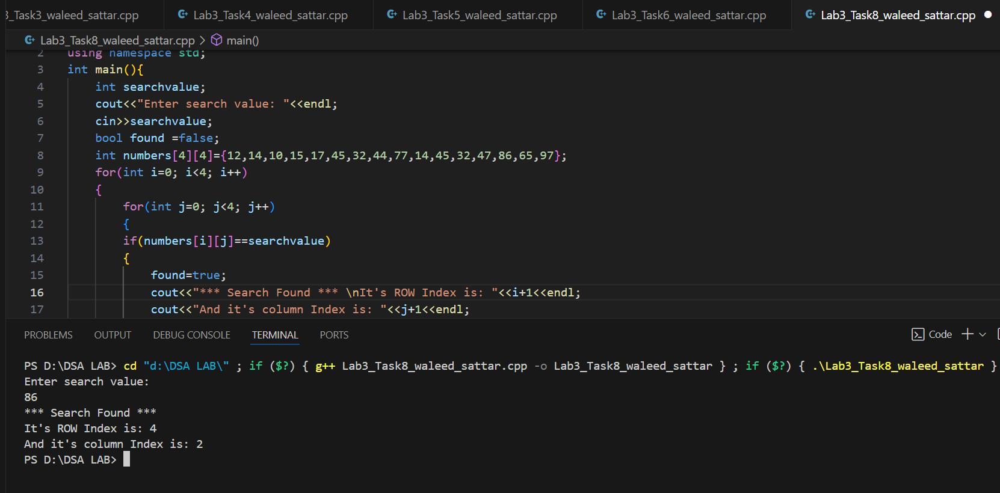 3_Task3_waleed_sattar.cpp Lab3_Task4_waleed_sattar.cpp Lab3_Task5_waleed_sattar.cpp Lab3_Task6_waleed_sattar.cpp Lab3_Task8_waleed_sattar.cpp
Lab3_Task8_waleed_sattar.cpp > main()
2 using namespace std;
3 int main(){
4 int searchvalue;
5 cout<<"Enter search value: "<<endl;
6 cin>>searchvalue;
7 bool found =false;
8 int numbers[4][4]={12,14,10,15,17,45,32,44,77,14,45,32,47,86,65,97};
9 for(int i=0; i<4; i++)
10 {
11 for(int j=0; j<4; j++)
12 {
13 if(numbers[i][j]==searchvalue)
14 {
15 found=true;
16 cout<<"*** Search Found *** \nIt's ROW Index is: "<<i+1<<endl;
17 cout<<"And it's column Index is: "<<j+1<<endl;
PROBLEMS OUTPUT DEBUG CONSOLE TERMINAL PORTS Code
PS D:\DSA LAB> cd "d:\DSA LAB\" ; if ($?) { g++ Lab3_Task8_waleed_sattar.cpp -o Lab3_Task8_waleed_sattar } ; if ($?) { .\Lab3_Task8_waleed_sattar }
Enter search value:
86
*** Search Found ***
It's ROW Index is: 4
And it's column Index is: 2
PS D:\DSA LAB>